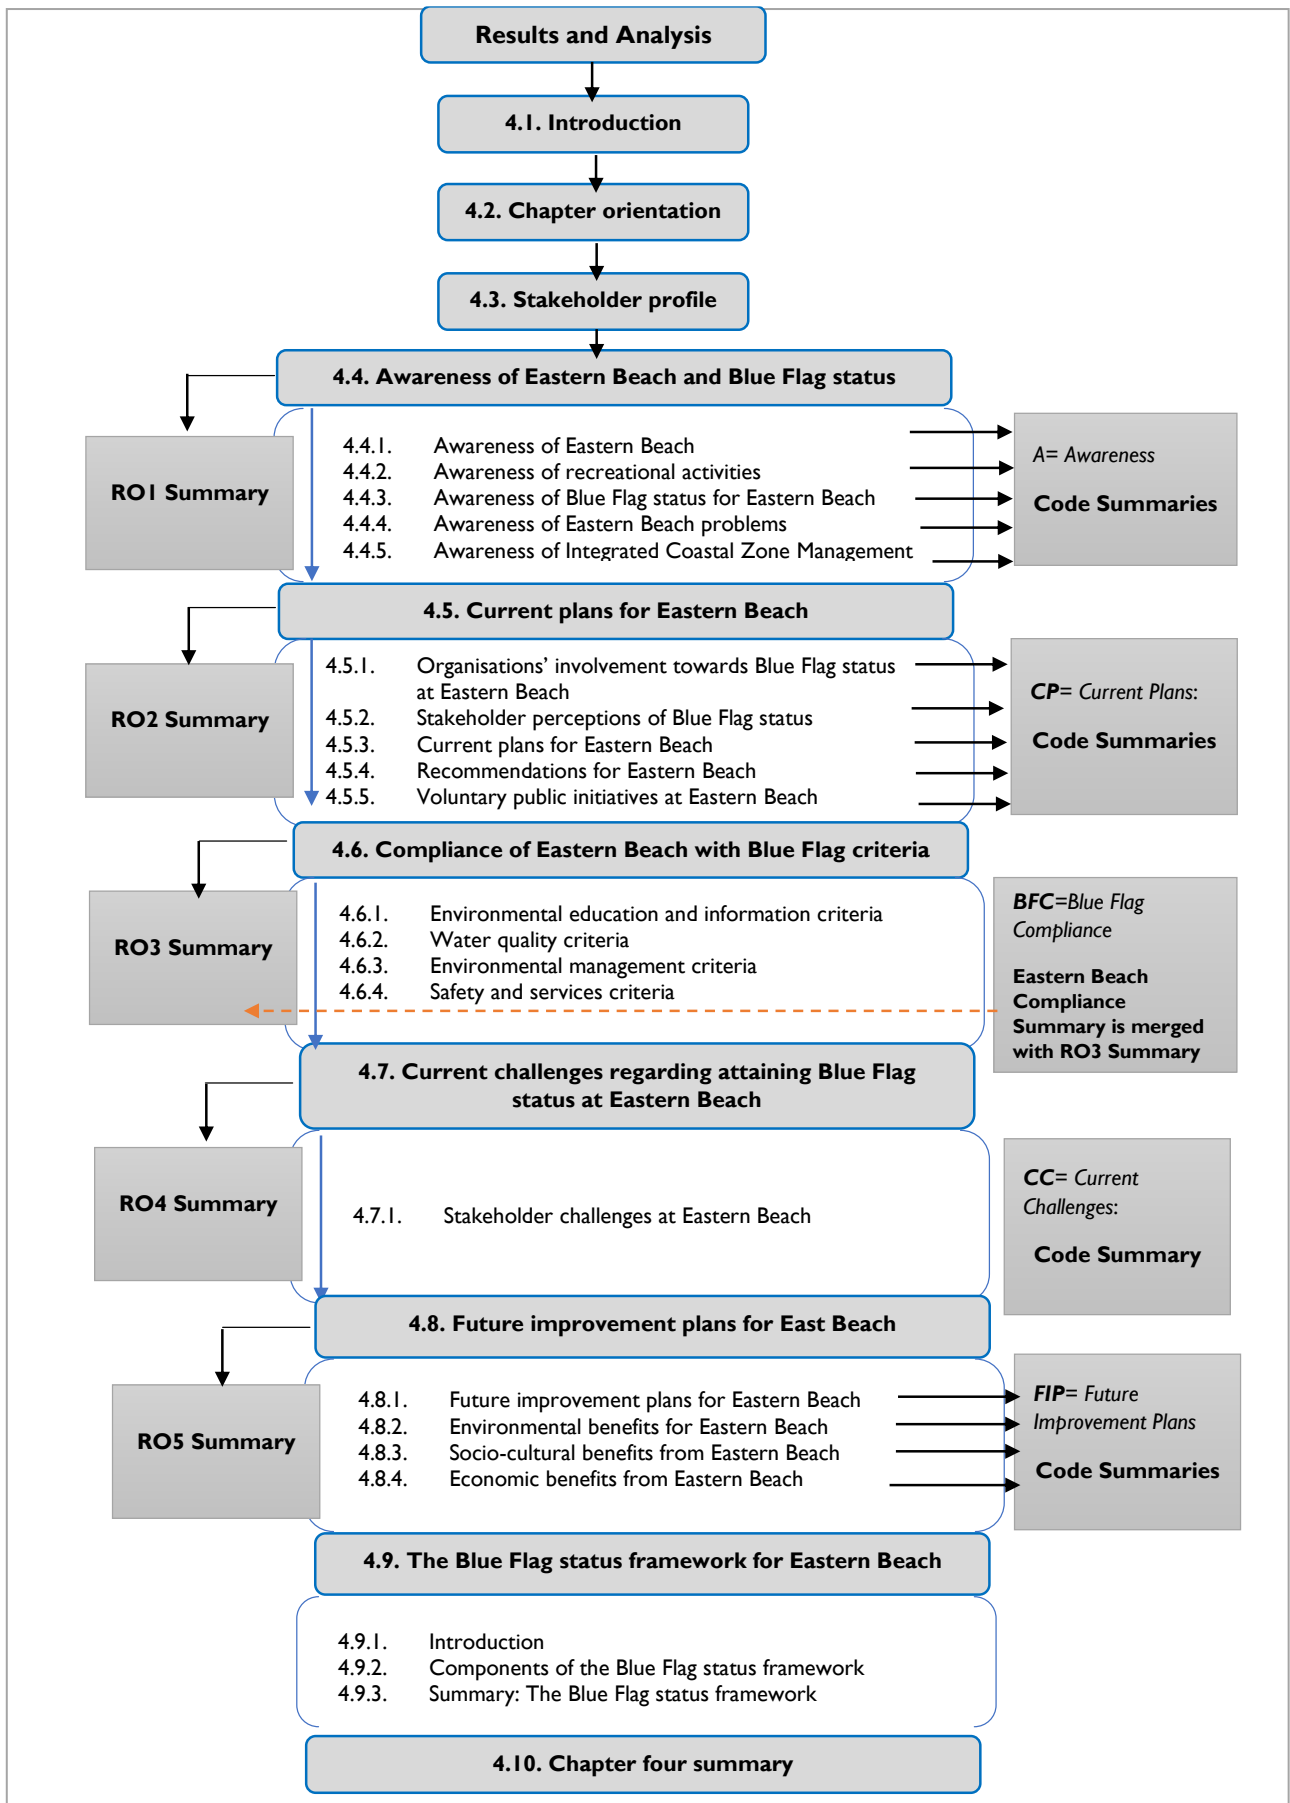 Results and Analysis
4.1. Introduction
4.2. Chapter orientation
4.3. Stakeholder profile
4.4. Awareness of Eastern Beach and Blue Flag status
RO1 Summary
4.4.1. Awareness of Eastern Beach
4.4.2. Awareness of recreational activities
4.4.3. Awareness of Blue Flag status for Eastern Beach
4.4.4. Awareness of Eastern Beach problems
4.4.5. Awareness of Integrated Coastal Zone Management
A= Awareness
Code Summaries
4.5. Current plans for Eastern Beach
RO2 Summary
4.5.1. Organisations’ involvement towards Blue Flag status
at Eastern Beach
4.5.2. Stakeholder perceptions of Blue Flag status
4.5.3. Current plans for Eastern Beach
4.5.4. Recommendations for Eastern Beach
4.5.5. Voluntary public initiatives at Eastern Beach
CP= Current Plans:
Code Summaries
4.6. Compliance of Eastern Beach with Blue Flag criteria
RO3 Summary
4.6.1. Environmental education and information criteria
4.6.2. Water quality criteria
4.6.3. Environmental management criteria
4.6.4. Safety and services criteria
BFC=Blue Flag
Compliance
Eastern Beach
Compliance
Summary is merged
with RO3 Summary
4.7. Current challenges regarding attaining Blue Flag
status at Eastern Beach
RO4 Summary
4.7.1. Stakeholder challenges at Eastern Beach
CC= Current
Challenges:
Code Summary
4.8. Future improvement plans for East Beach
RO5 Summary
4.8.1. Future improvement plans for Eastern Beach
4.8.2. Environmental benefits for Eastern Beach
4.8.3. Socio-cultural benefits from Eastern Beach
4.8.4. Economic benefits from Eastern Beach
FIP= Future
Improvement Plans
Code Summaries
4.9. The Blue Flag status framework for Eastern Beach
4.9.1. Introduction
4.9.2. Components of the Blue Flag status framework
4.9.3. Summary: The Blue Flag status framework
4.10. Chapter four summary